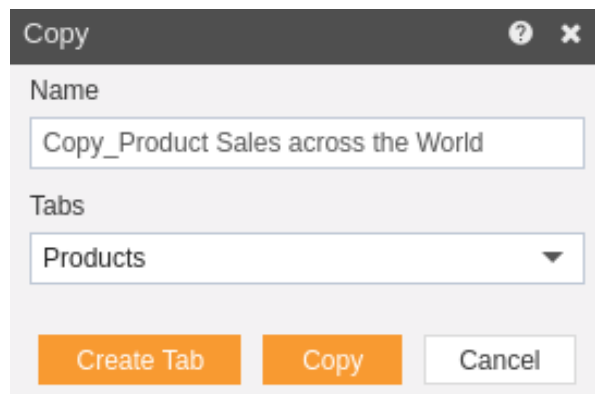 Copy
Name
Copy_Product Sales across the World
Tabs
Products
Create Tab Copy Cancel